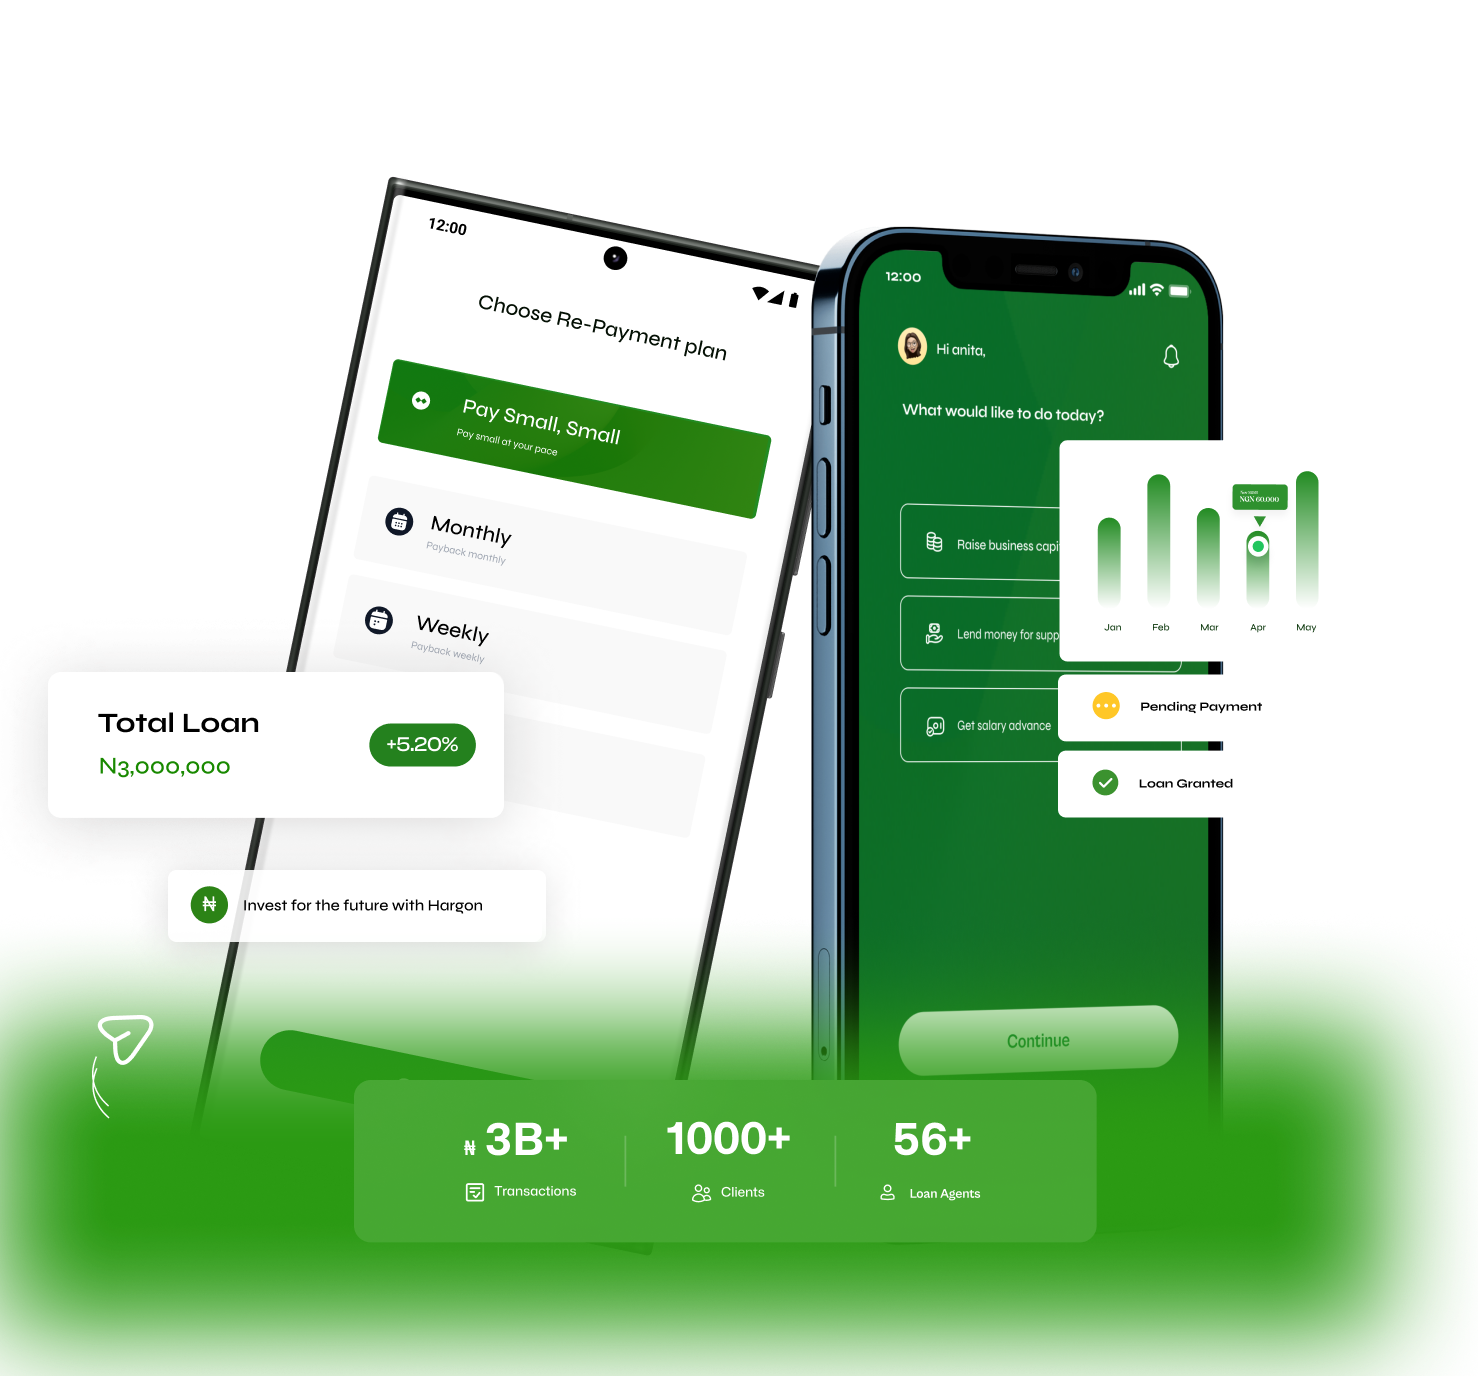 12:00
Choose Re-Payment plan
Pay Small, Small
Pay small at your pace
Monthly
Payback monthly
Weekly
Payback weekly
Total Loan
N3,000,000
+5.20%
₦
Invest for the future with Hargon
12:00
Hi anita,
What would like to do today?
Raise business capi
Lend money for supp
Get salary advance
NGN 60.000
Jan Feb Mar Apr May
Pending Payment
Loan Granted
Continue
₦ 3B+
Transactions
1000+
Clients
56+
Loan Agents